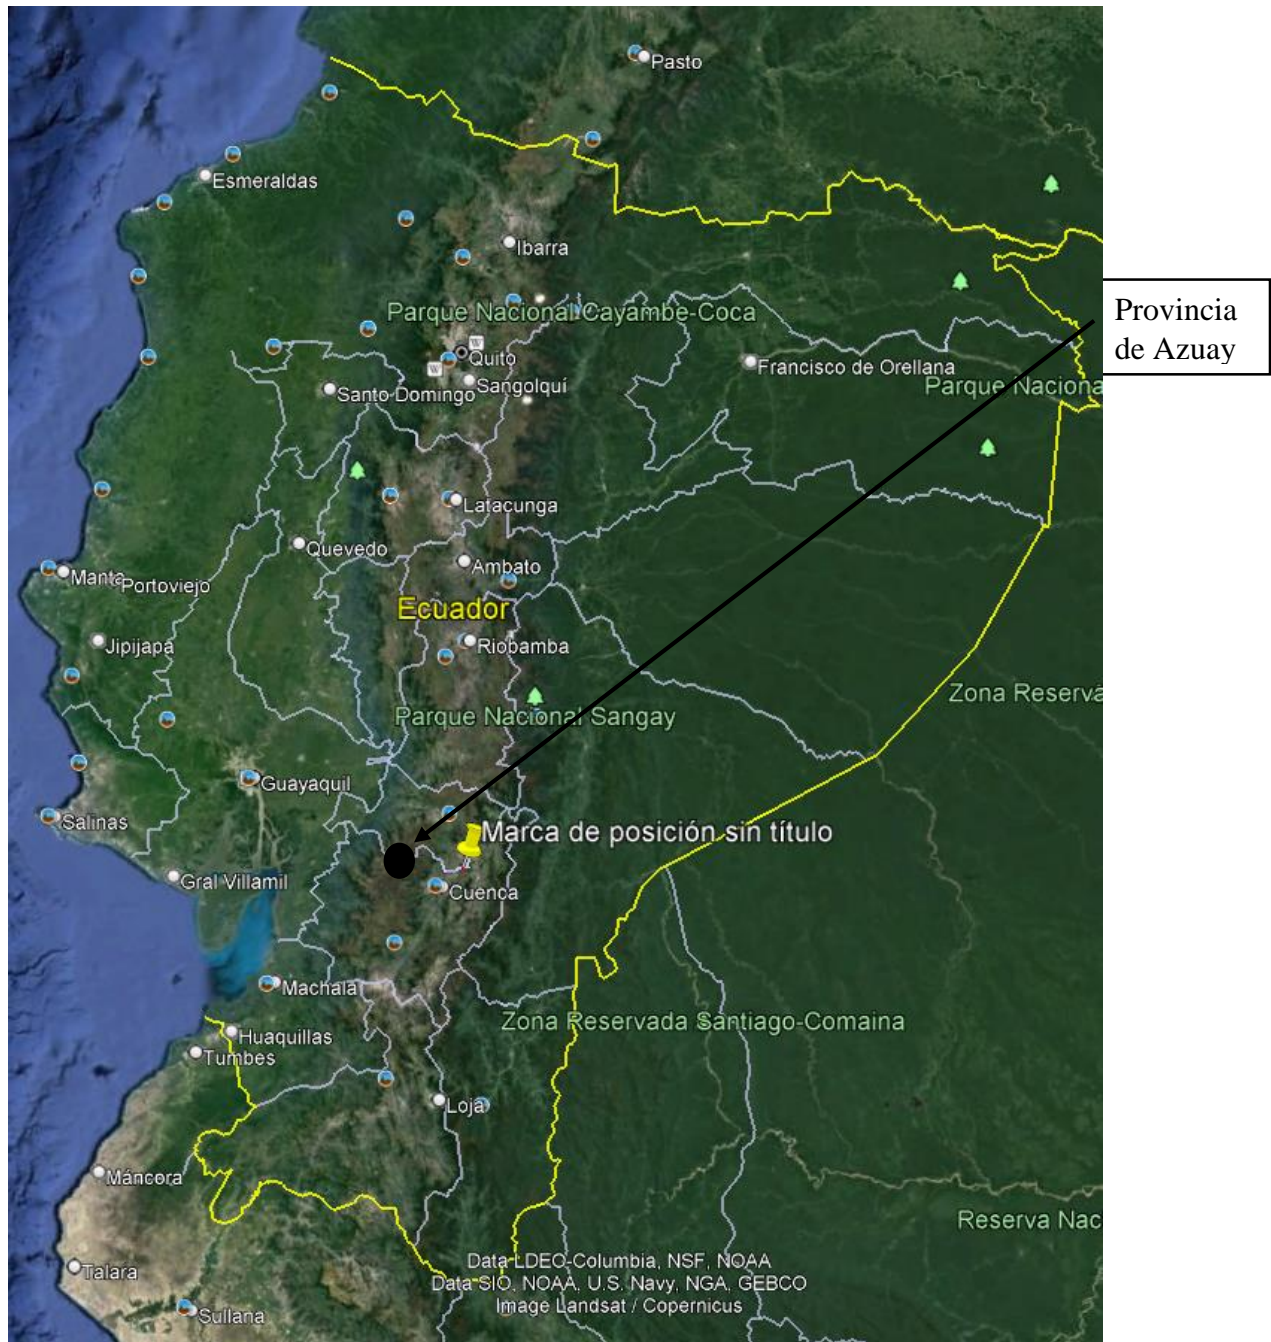 Pasto
Esmeraldas
Ibarra
Parque Nacional Cayambe-Coca
W
Quito
W
Sangolquí
Santo Domingo
Francisco de Orellana
Parque Naciona
Provincia
de Azuay
Latacunga
Quevedo
Ambato
Manta
Portoviejo
Ecuador
Jipijapa
Riobamba
Zona Reserva
Parque Nacional Sangay
Guayaquil
Salinas
Marca de posición sin título
Gral Villamil
Cuenca
Machala
Zona Reservada Santiago-Comaina
Huaquillas
Tumbes
Loja
Máncora
Reserva Nac
Talara
Sullana
Data LDEO-Columbia, NSF, NOAA
Data SIO, NOAA, U.S. Navy, NGA, GEBCO
Image Landsat / Copernicus